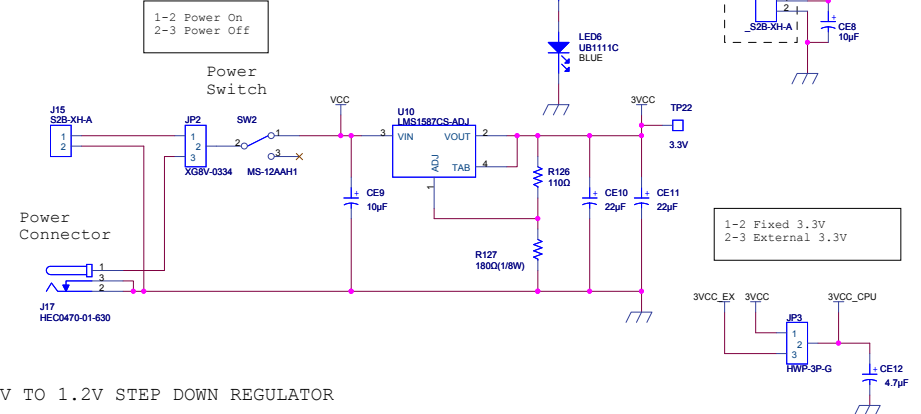 1-2 Power On
2-3 Power Off
LED6
UB1111C
BLUE
2
S2B-XH-A
+
CE8
10µF
Power
Switch
J15
S2B-XH-A
1
2
JP2
1
2
3
XG8V-0334
SW2
1
2
3
MS-12AAH1
VCC
U10
LMS1587CS-ADJ
3
VIN
VOUT
2
ADJ
TAB
4
1
3VCC
TP22
3.3V
R126
110Ω
+
CE9
10µF
+
CE10
22µF
+
CE11
22µF
R127
180Ω(1/8W)
Power
Connector
1
3
2
J17
HEC0470-01-630
1-2 Fixed 3.3V
2-3 External 3.3V
3VCC_EX
3VCC
3VCC_CPU
JP3
1
2
3
HWP-3P-G
+
CE12
4.7µF
V TO 1.2V STEP DOWN REGULATOR